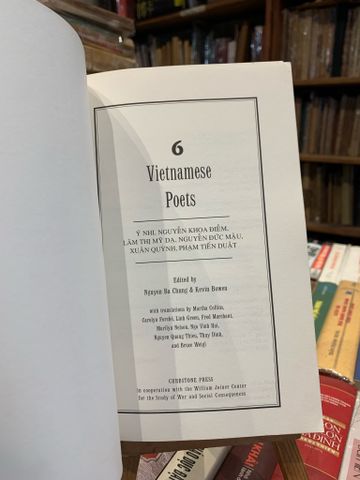 6
Vietnamese
Poets
Ý NHI, NGUYỄN KHOA ĐIỀM,
LÂM THỊ MỸ DẠ, NGUYỄN ĐỨC MẬU,
XUÂN QUỲNH, PHẠM TIẾN DUẬT
Edited by
Nguyen Ba Chung & Kevin Bowen
with translations by Martha Collins,
Carolyn Forché, Linh Green, Fred Marchant,
Marilyn Nelson, Ngo Vinh Hai,
Nguyen Quang Thieu, Thuy Dinh,
and Bruce Weigl
CURBSTONE PRESS
in cooperation with the William Joiner Center
for the Study of War and Social Consequences